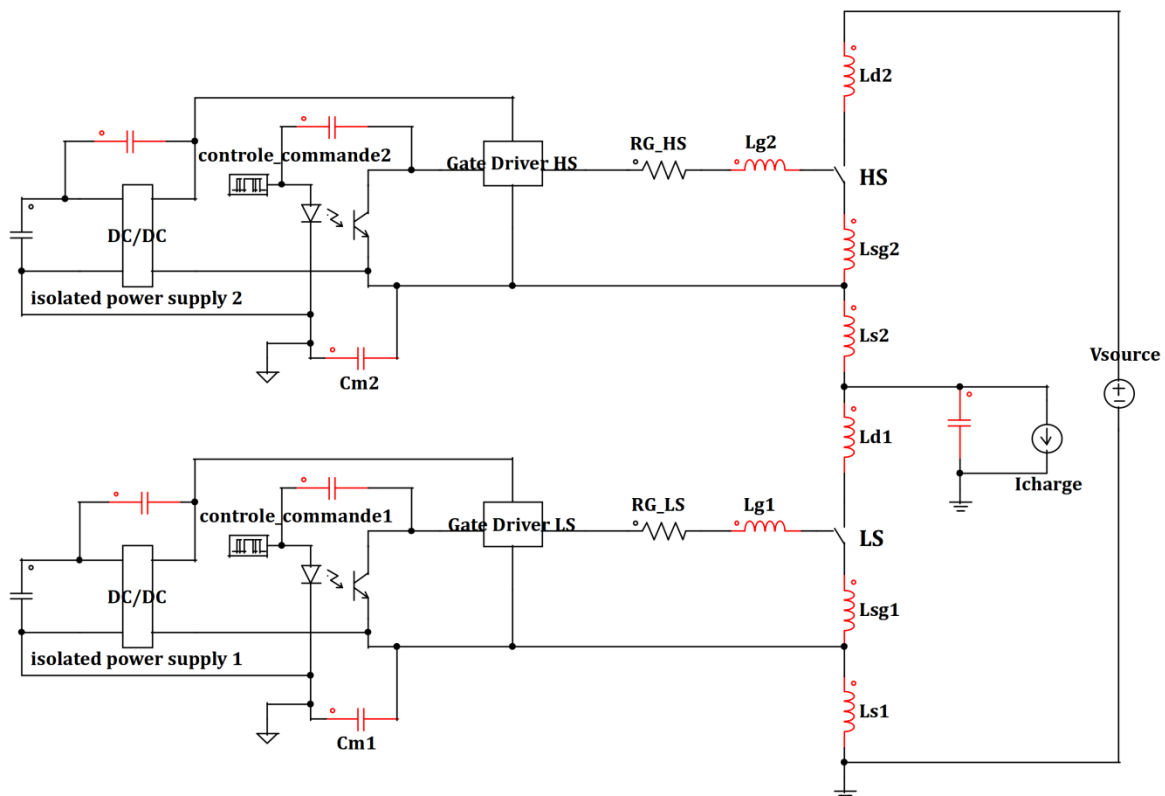 Ld2
controle_commande2
Gate Driver HS
RG_HS
Lg2
HS
DC/DC
Lsg2
isolated power supply 2
Ls2
Cm2
Vsource
Ld1
Icharge
controle_commande1
Gate Driver LS
RG_LS
Lg1
LS
DC/DC
Lsg1
isolated power supply 1
Ls1
Cm1